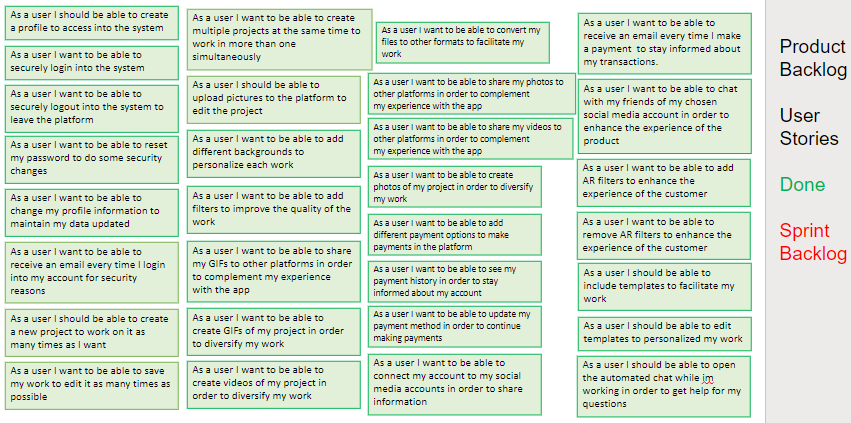 As a user I should be able to create
a profile to access into the system
As a user I want to be able to
securely login into the system
As a user I want to be able to
securely logout into the system to
leave the platform
As a user I want to be able to reset
my password to do some security
changes
As a user I want to be able to
change my profile information to
maintain my data updated
As a user I want to be able to
receive an email every time I login
into my account for security
reasons
As a user I should be able to create
a new project to work on it as
many times as I want
As a user I want to be able to save
my work to edit it as many times as
possible
As a user I want to be able to create
multiple projects at the same time to
work in more than one
simultaneously
As a user I should be able to
upload pictures to the platform to
edit the project
As a user I want to be able to add
different backgrounds to
personalize each work
As a user I want to be able to add
filters to improve the quality of the
work
As a user I want to be able to share
my GIFs to other platforms in order
to complement my experience
with the app
As a user I want to be able to
create GIFs of my project in order
to diversify my work
As a user I want to be able to
create videos of my project in
order to diversify my work
As a user I want to be able to convert my
files to other formats to facilitate my
work
As a user I want to be able to share my photos to
other platforms in order to complement
my experience with the app
As a user I want to be able to share my videos to
other platforms in order to complement
my experience with the app
As a user I want to be able to create
photos of my project in order to diversify
my work
As a user I want to be able to add
different payment options to make
payments in the platform
As a user I want to be able to see my
payment history in order to stay
informed about my account
As a user I want to be able to update my
payment method in order to continue
making payments
As a user I want to be able to
connect my account to my social
media accounts in order to share
information
As a user I want to be able to
receive an email every time I make
a payment to stay informed about
my transactions.
As a user I want to be able to chat
with my friends of my chosen
social media account in order to
enhance the experience of the
product
As a user I want to be able to add
AR filters to enhance the
experience of the customer
As a user I want to be able to
remove AR filters to enhance the
experience of the customer
As a user I should be able to
include templates to facilitate my
work
As a user I should be able to edit
templates to personalized my work
As a user I should be able to open
the automated chat while im
working in order to get help for my
questions
Product
Backlog
User
Stories
Done
Sprint
Backlog